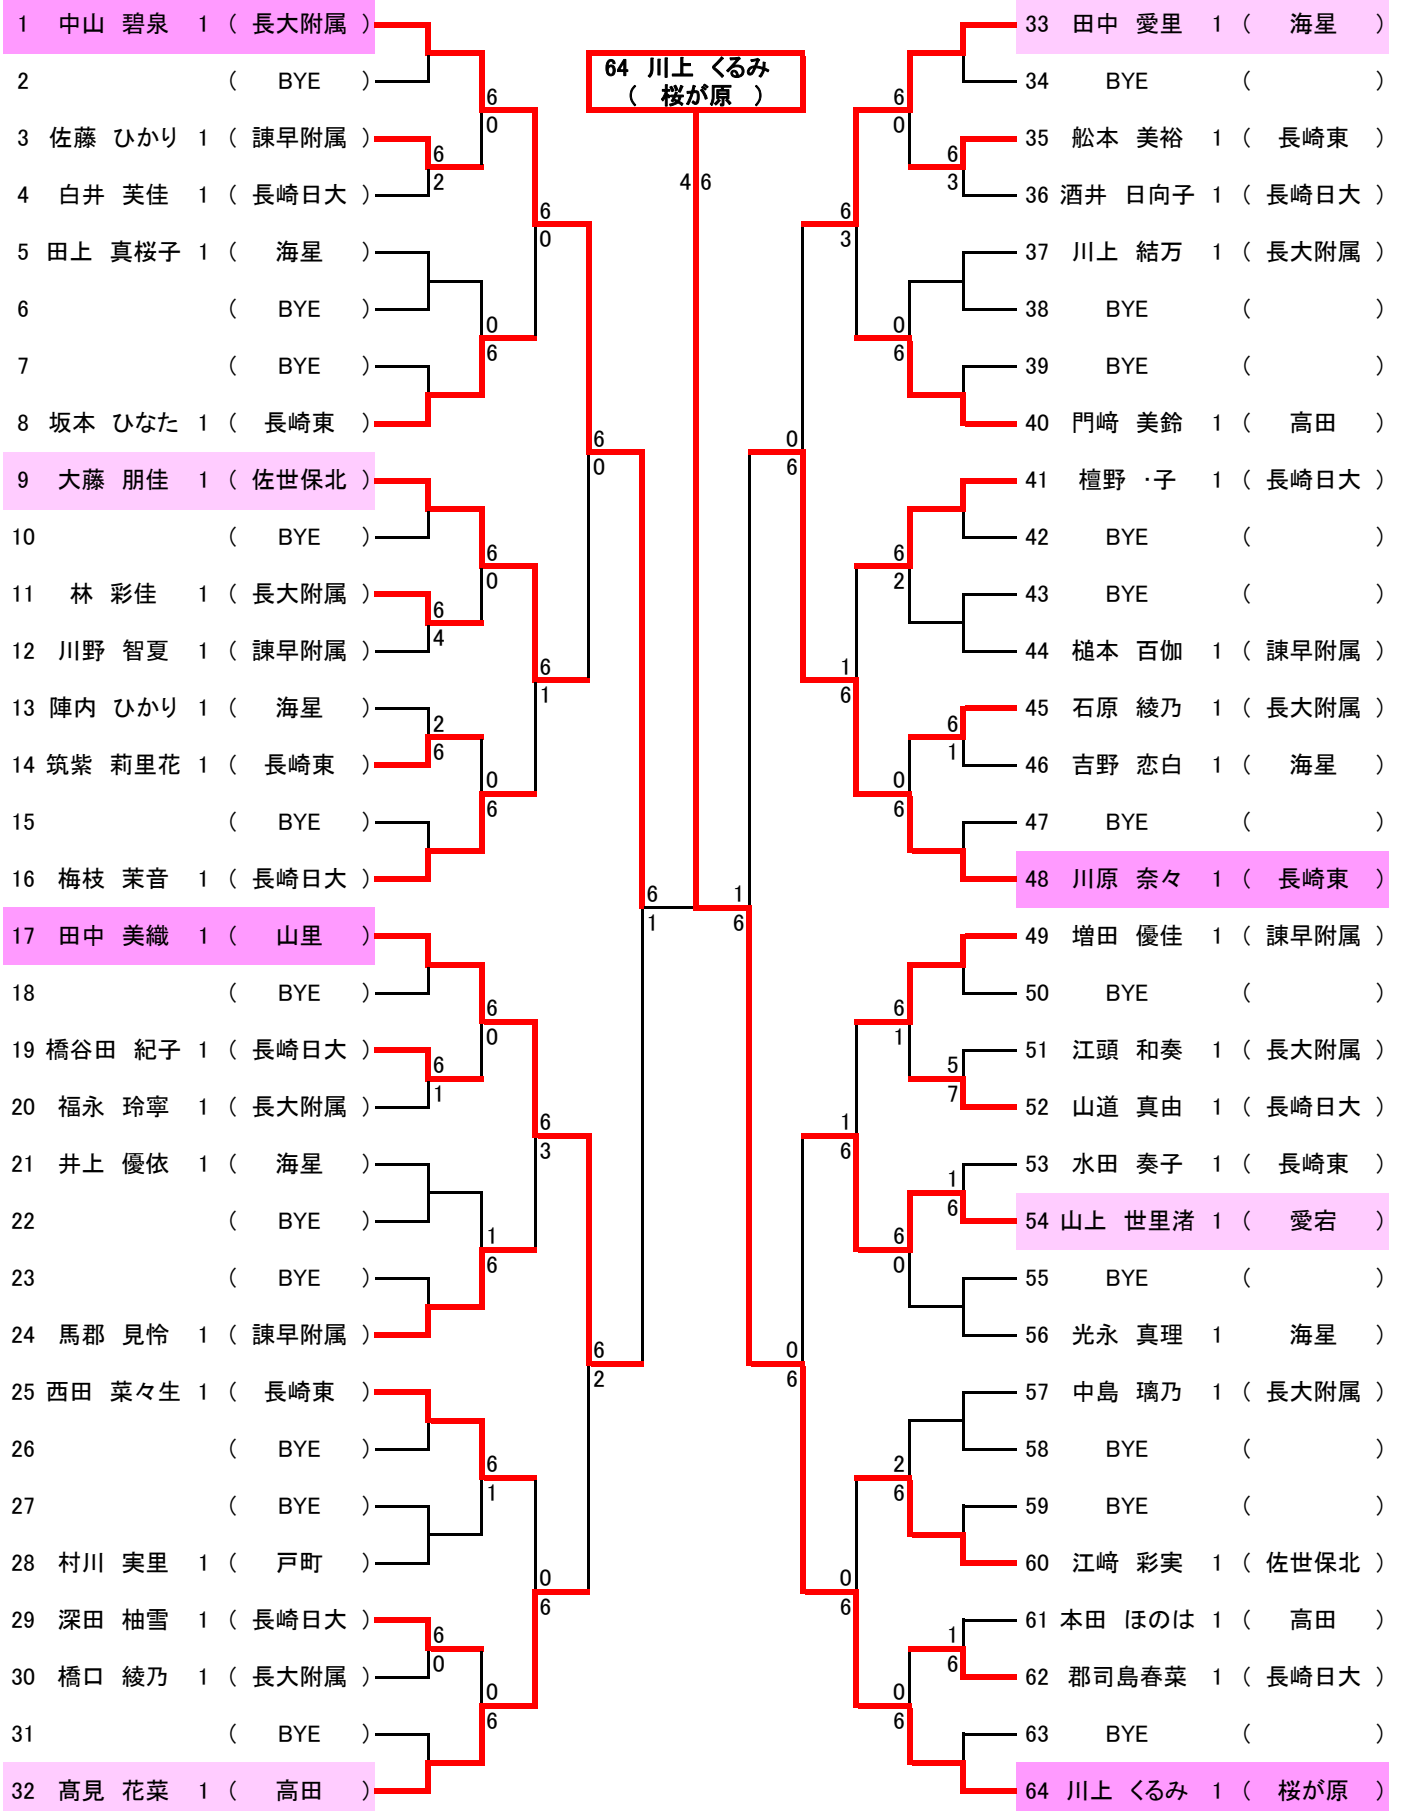 64 川上 くるみ
( 桜が原 )
4 6
1 中山 碧泉 1 ( 長大附属 )
2 ( BYE )
6
0
3 佐藤 ひかり 1 ( 諫早附属 )
6
2
4 白井 芙佳 1 ( 長崎日大 )
6
0
5 田上 真桜子 1 ( 海星 )
6 ( BYE )
0
6
7 ( BYE )
8 坂本 ひなた 1 ( 長崎東 )
6
0
9 大藤 朋佳 1 ( 佐世保北 )
10 ( BYE )
6
0
11 林 彩佳 1 ( 長大附属 )
6
4
12 川野 智夏 1 ( 諫早附属 )
6
1
13 陣内 ひかり 1 ( 海星 )
2
6
14 筑紫 莉里花 1 ( 長崎東 )
0
6
15 ( BYE )
16 梅枝 茉音 1 ( 長崎日大 )
6
1
17 田中 美織 1 ( 山里 )
18 ( BYE )
6
0
19 橋谷田 紀子 1 ( 長崎日大 )
6
1
20 福永 玲寧 1 ( 長大附属 )
6
3
21 井上 優依 1 ( 海星 )
22 ( BYE )
1
6
23 ( BYE )
24 馬郡 見怜 1 ( 諫早附属 )
6
2
25 西田 菜々生 1 ( 長崎東 )
26 ( BYE )
6
1
27 ( BYE )
28 村川 実里 1 ( 戸町 )
0
6
29 深田 柚雪 1 ( 長崎日大 )
6
0
30 橋口 綾乃 1 ( 長大附属 )
0
6
31 ( BYE )
32 髙見 花菜 1 ( 高田 )
33 田中 愛里 1 ( 海星 )
34 BYE ( )
6
0
35 舩本 美裕 1 ( 長崎東 )
6
3
36 酒井 日向子 1 ( 長崎日大 )
6
3
37 川上 結万 1 ( 長大附属 )
38 BYE ( )
0
6
39 BYE ( )
40 門﨑 美鈴 1 ( 高田 )
0
6
41 檀野 ・子 1 ( 長崎日大 )
42 BYE ( )
6
2
43 BYE ( )
44 槌本 百伽 1 ( 諫早附属 )
1
6
45 石原 綾乃 1 ( 長大附属 )
6
1
46 吉野 恋白 1 ( 海星 )
0
6
47 BYE ( )
48 川原 奈々 1 ( 長崎東 )
1
6
49 増田 優佳 1 ( 諫早附属 )
50 BYE ( )
6
1
51 江頭 和奏 1 ( 長大附属 )
5
7
52 山道 真由 1 ( 長崎日大 )
1
6
53 水田 奏子 1 ( 長崎東 )
1
6
54 山上 世里渚 1 ( 愛宕 )
6
0
55 BYE ( )
56 光永 真理 1 海星 )
0
6
57 中島 璃乃 1 ( 長大附属 )
58 BYE ( )
2
6
59 BYE ( )
60 江﨑 彩実 1 ( 佐世保北 )
0
6
61 本田 ほのは 1 ( 高田 )
1
6
62 郡司島春菜 1 ( 長崎日大 )
0
6
63 BYE ( )
64 川上 くるみ 1 ( 桜が原 )